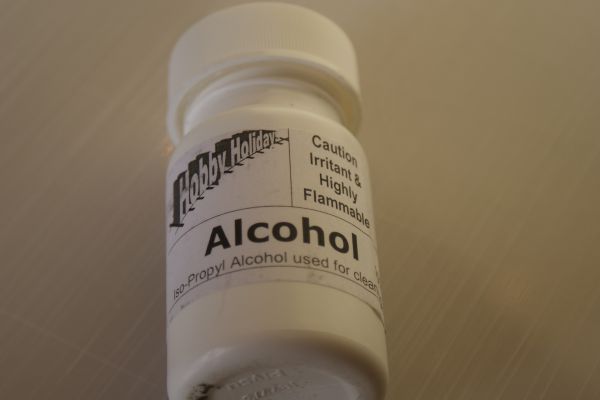 Hobby Holiday
Caution
Irritant &
Highly
Flammable
Alcohol
Iso-Propyl Alcohol used for clean